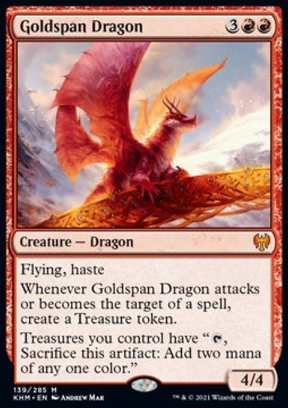 Goldspan Dragon 3
Creature — Dragon
Flying, haste
Whenever Goldspan Dragon attacks
or becomes the target of a spell,
create a Treasure token.
Treasures you control have “,
Sacrifice this artifact: Add two mana
of any one color.”
139/285 M
KHM • EN ANDREW MAR
™ & © 2021 Wizards of the Coast
4/4